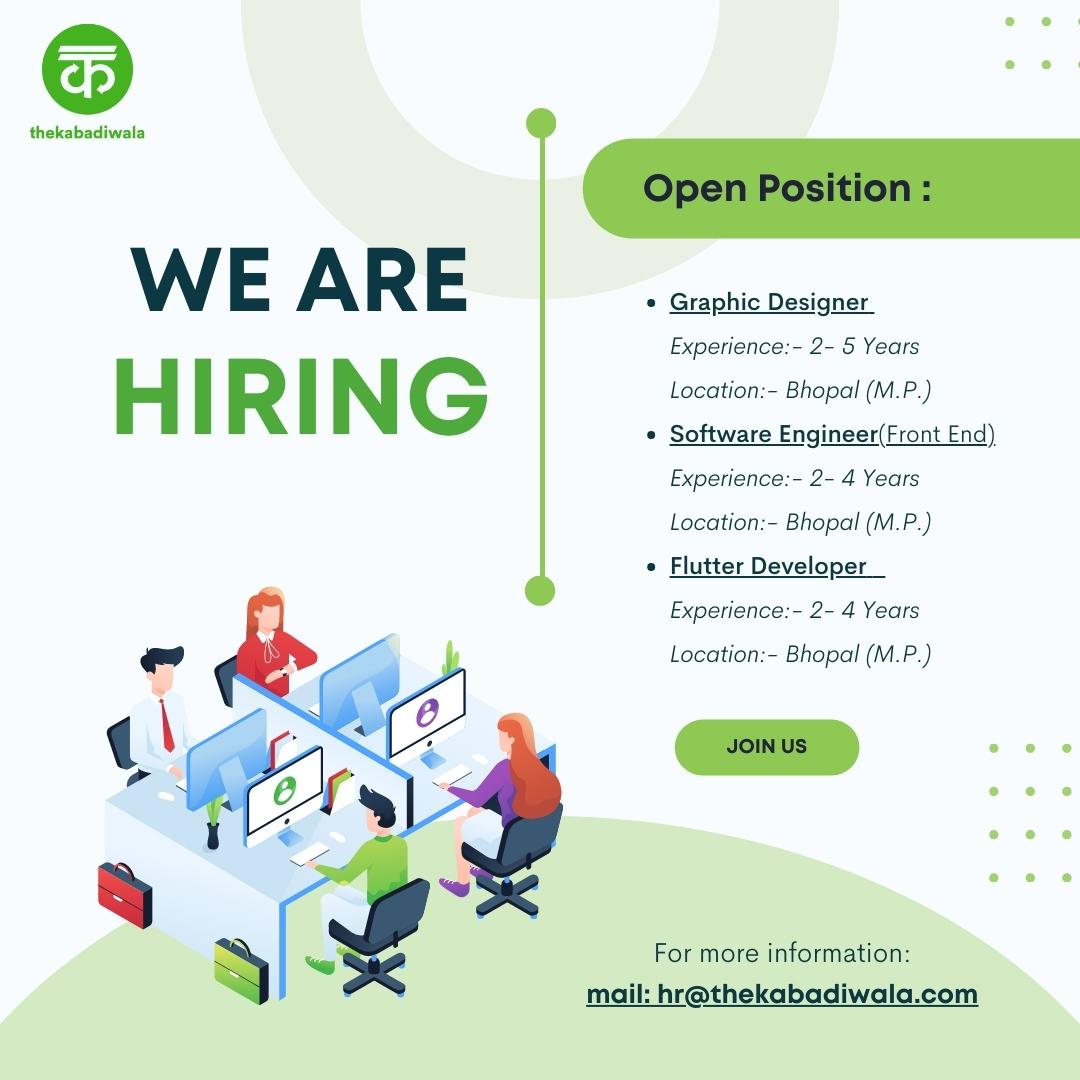 क
thekabadiwala
WE ARE
HIRING
Open Position :
• Graphic Designer
Experience:- 2- 5 Years
Location:- Bhopal (M.P.)
• Software Engineer(Front End)
Experience:- 2- 4 Years
Location:- Bhopal (M.P.)
• Flutter Developer
Experience:- 2- 4 Years
Location:- Bhopal (M.P.)
JOIN US
For more information:
mail: hr@thekabadiwala.com